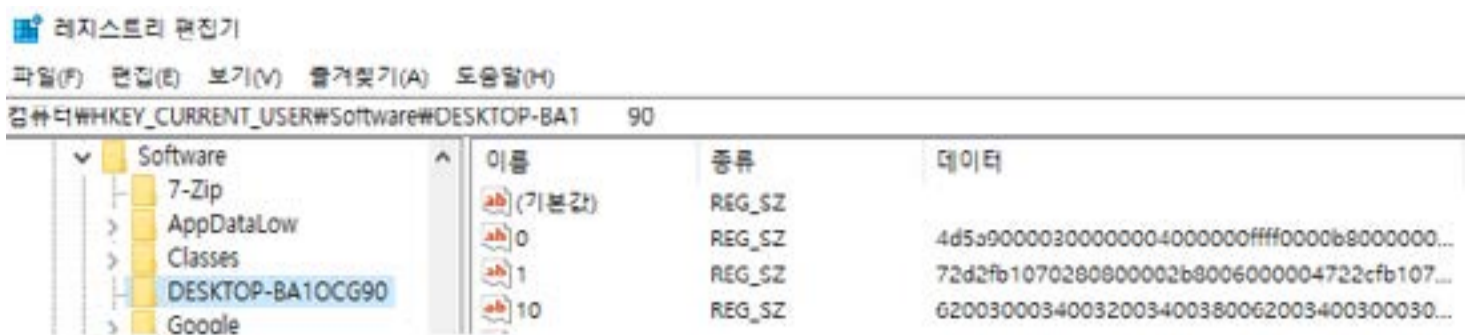 레지스트리 편집기
파일(F) 편집(E) 보기(V) 즐겨찾기(A) 도움말(H)
컴퓨터₩HKEY_CURRENT_USER₩Software₩DESKTOP-BA1 90
Software
7-Zip
AppDataLow
Classes
DESKTOP-BA1OCG90
Google
이름 종류 데이터
(기본값) REG_SZ
0 REG_SZ 4d5a90000300000004000000ffff0000b8000000...
1 REG_SZ 72d2fb1070280800002b8006000004722cfb107...
10 REG_SZ 62003000340032003400380062003400300030...